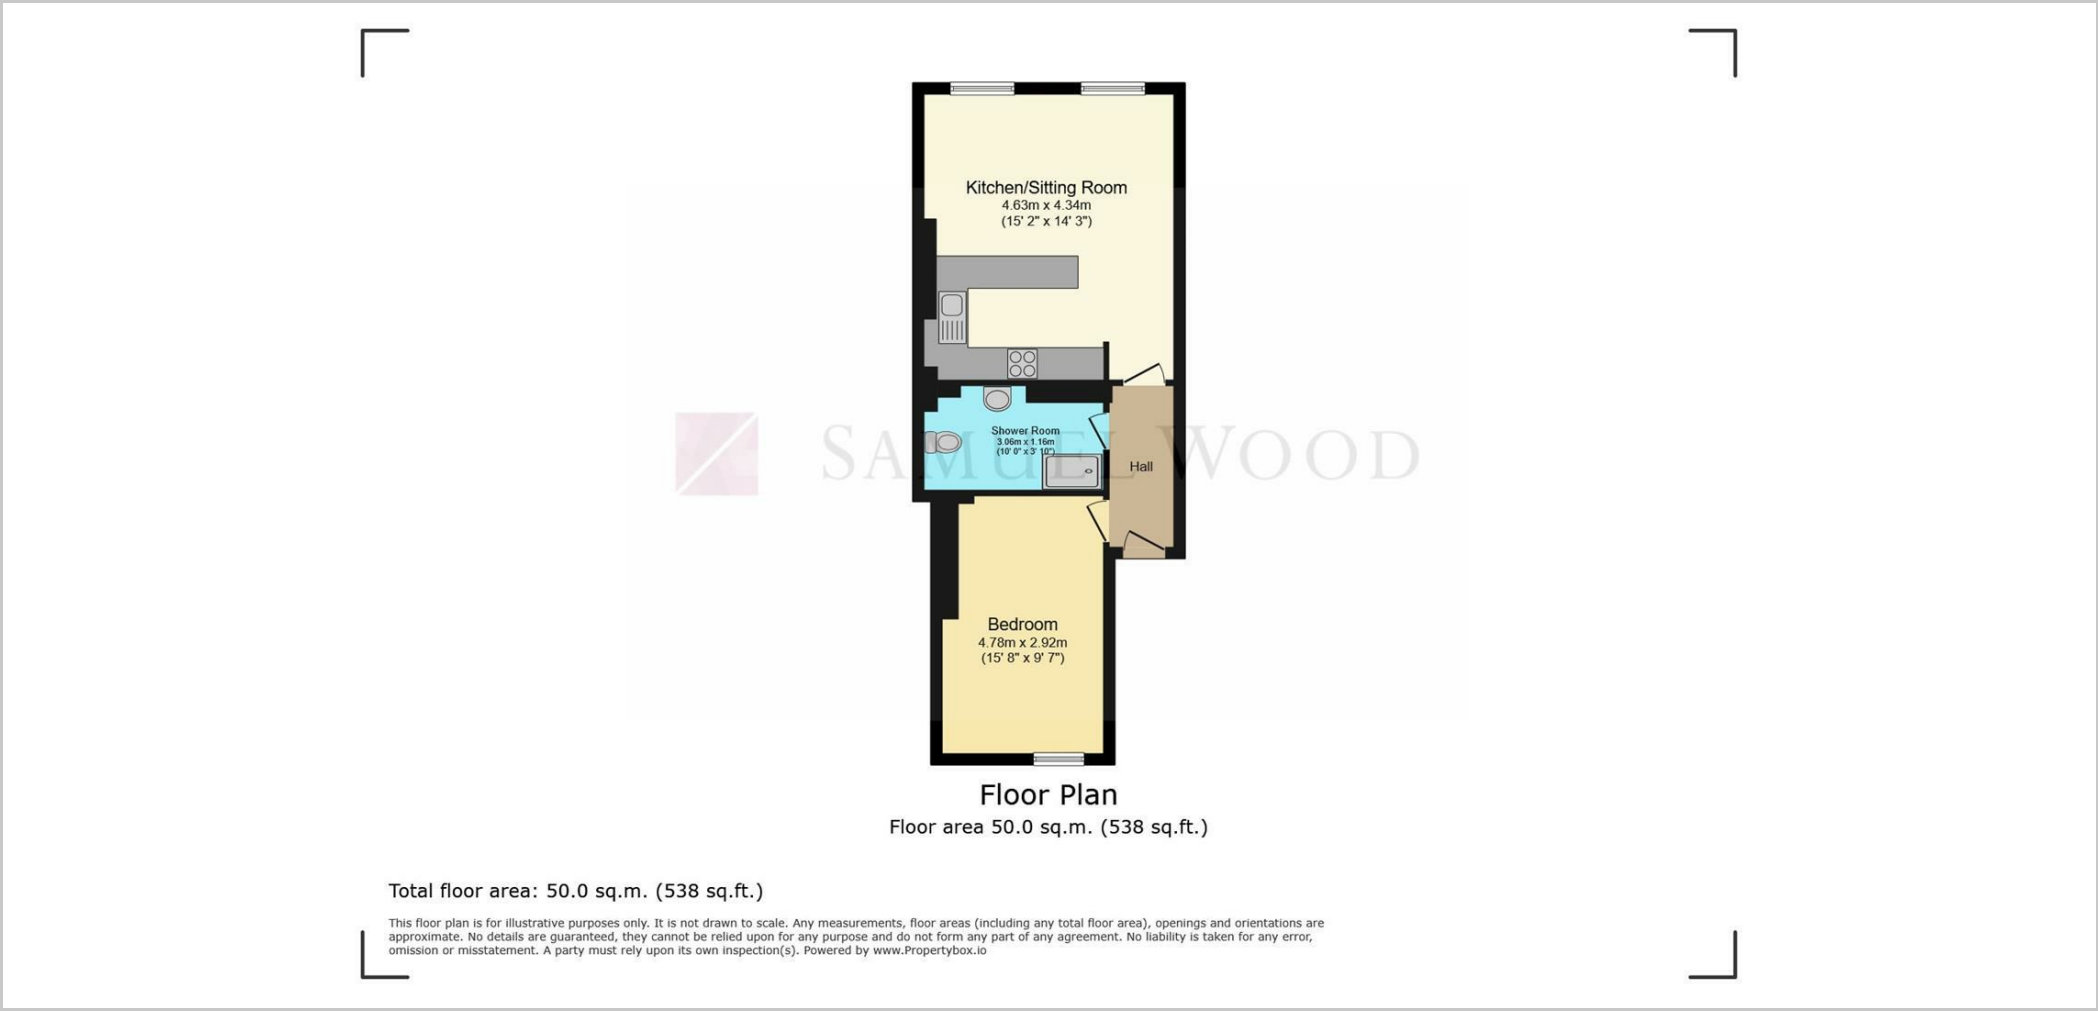 Kitchen/Sitting Room
4.63m x 4.34m
(15' 2" x 14' 3")
Shower Room
3.06m x 1.16m
(10' 0" x 3' 10")
SAMUEL WOOD
Hall
Bedroom
4.78m x 2.92m
(15' 8" x 9' 7")
Floor Plan
Floor area 50.0 sq.m. (538 sq.ft.)
Total floor area: 50.0 sq.m. (538 sq.ft.)
This floor plan is for illustrative purposes only. It is not drawn to scale. Any measurements, floor areas (including any total floor area), openings and orientations are
approximate. No details are guaranteed, they cannot be relied upon for any purpose and do not form any part of any agreement. No liability is taken for any error,
omission or misstatement. A party must rely upon its own inspection(s). Powered by www.Propertybox.io